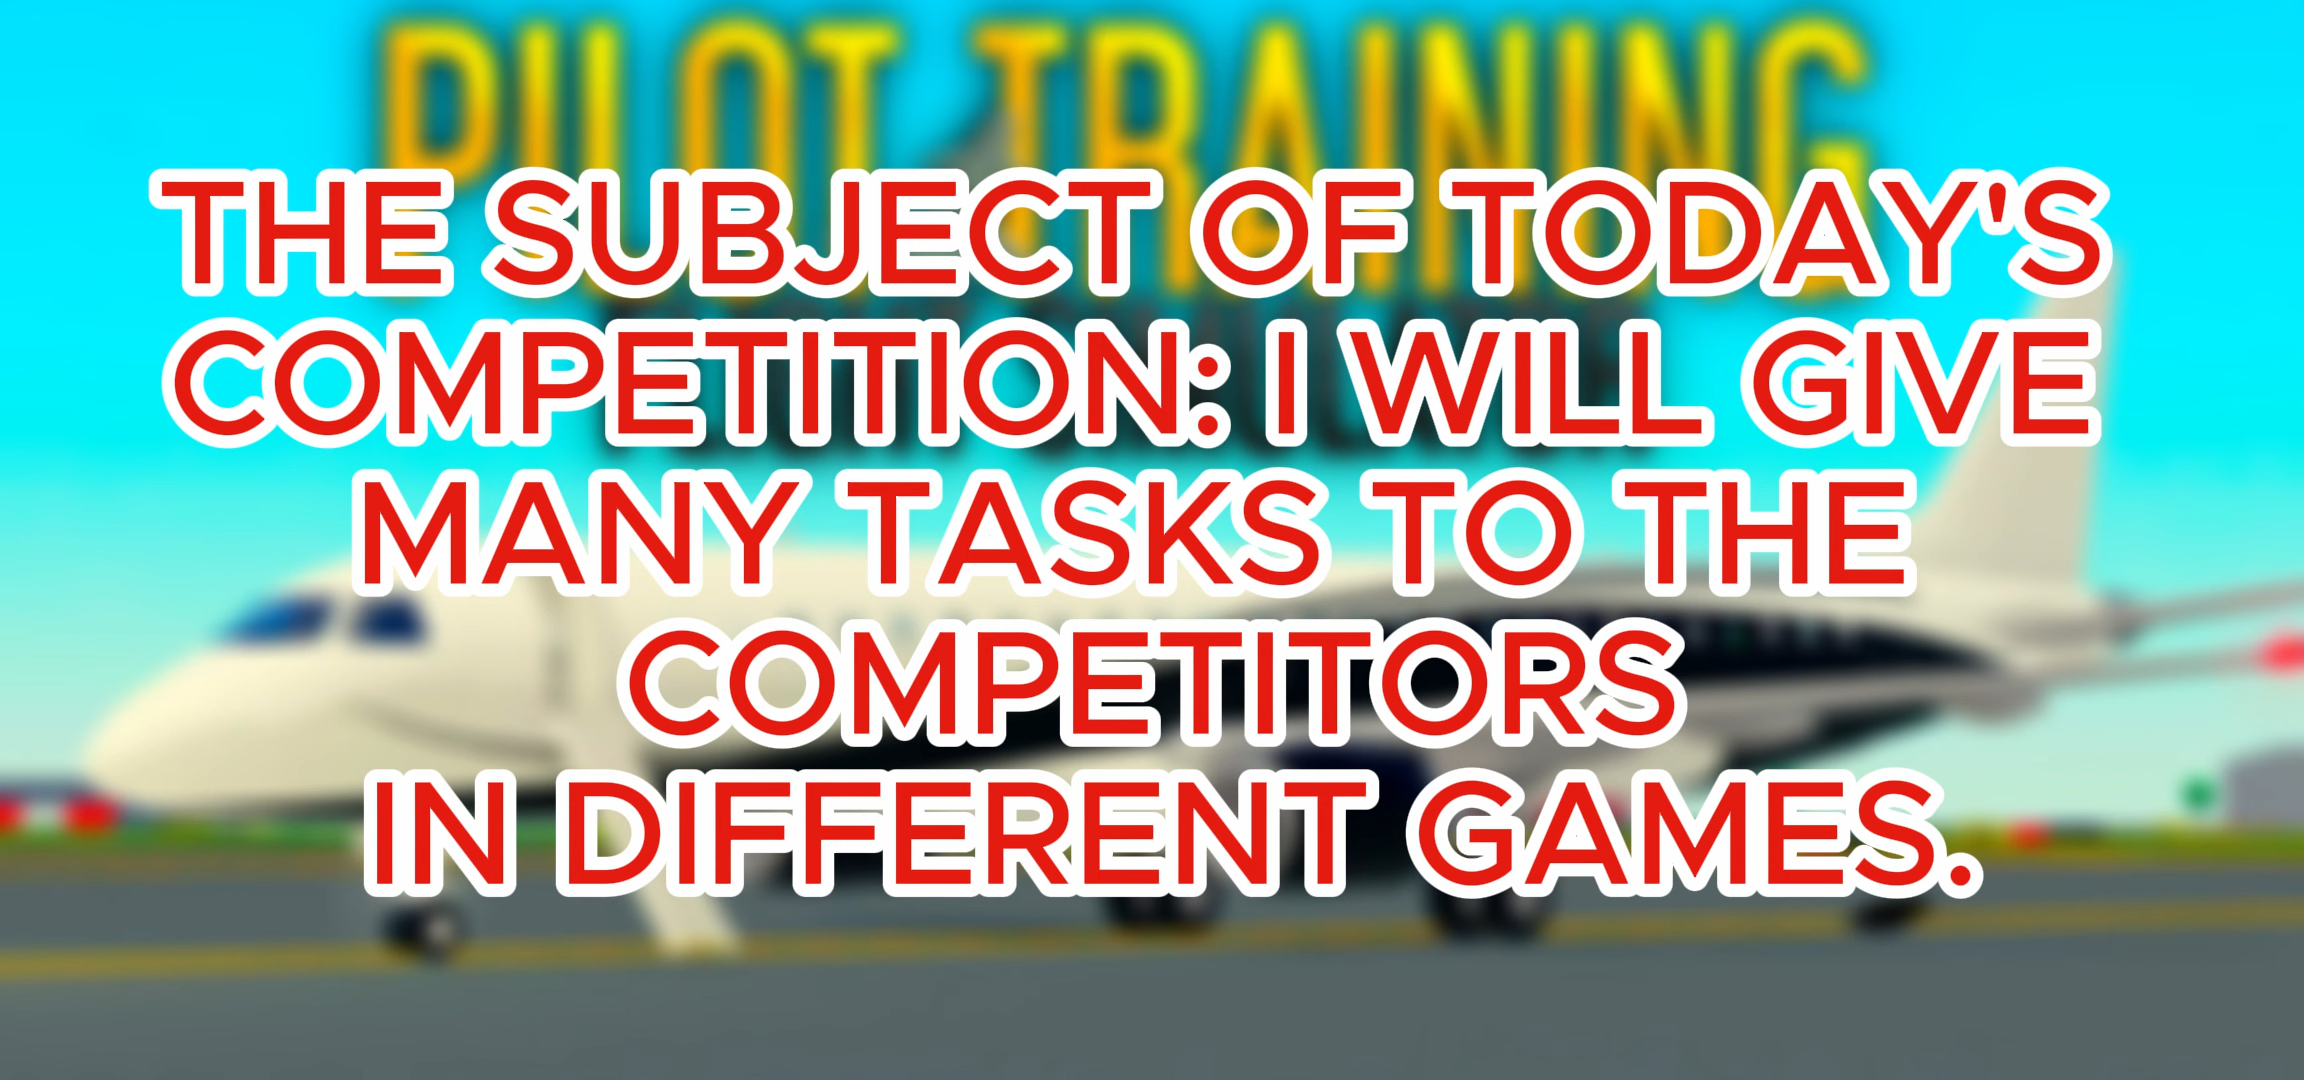 PILOT TRAINING
THE SUBJECT OF TODAY'S
COMPETITION: I WILL GIVE
MANY TASKS TO THE
COMPETITORS
IN DIFFERENT GAMES.